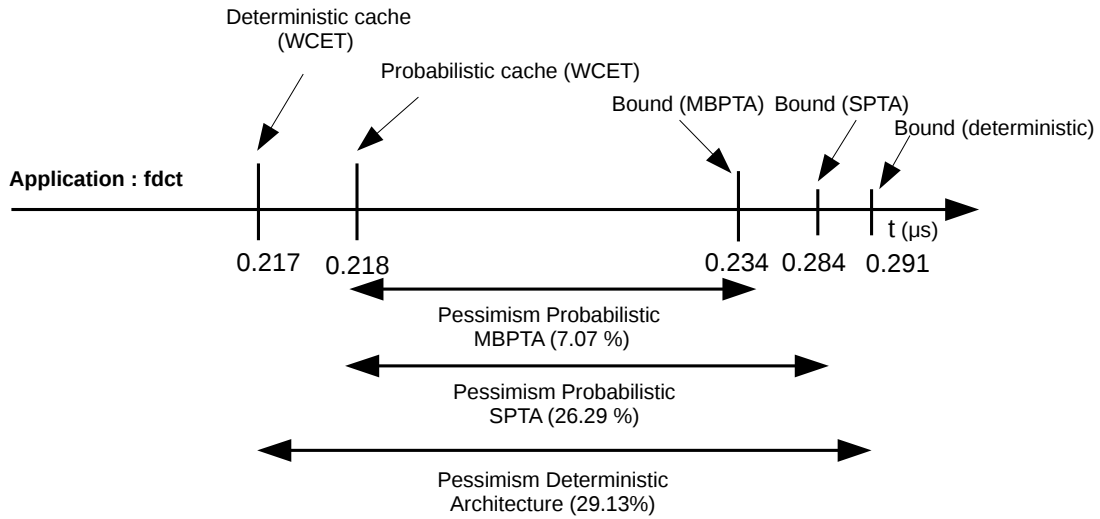 Deterministic cache
(WCET)
Probabilistic cache (WCET)
Bound (MBPTA)
Bound (SPTA)
Bound (deterministic)
Application : fdct
t (µs)
0.217
0.218
0.234
0.284
0.291
Pessimism Probabilistic
MBPTA (7.07 %)
Pessimism Probabilistic
SPTA (26.29 %)
Pessimism Deterministic
Architecture (29.13%)